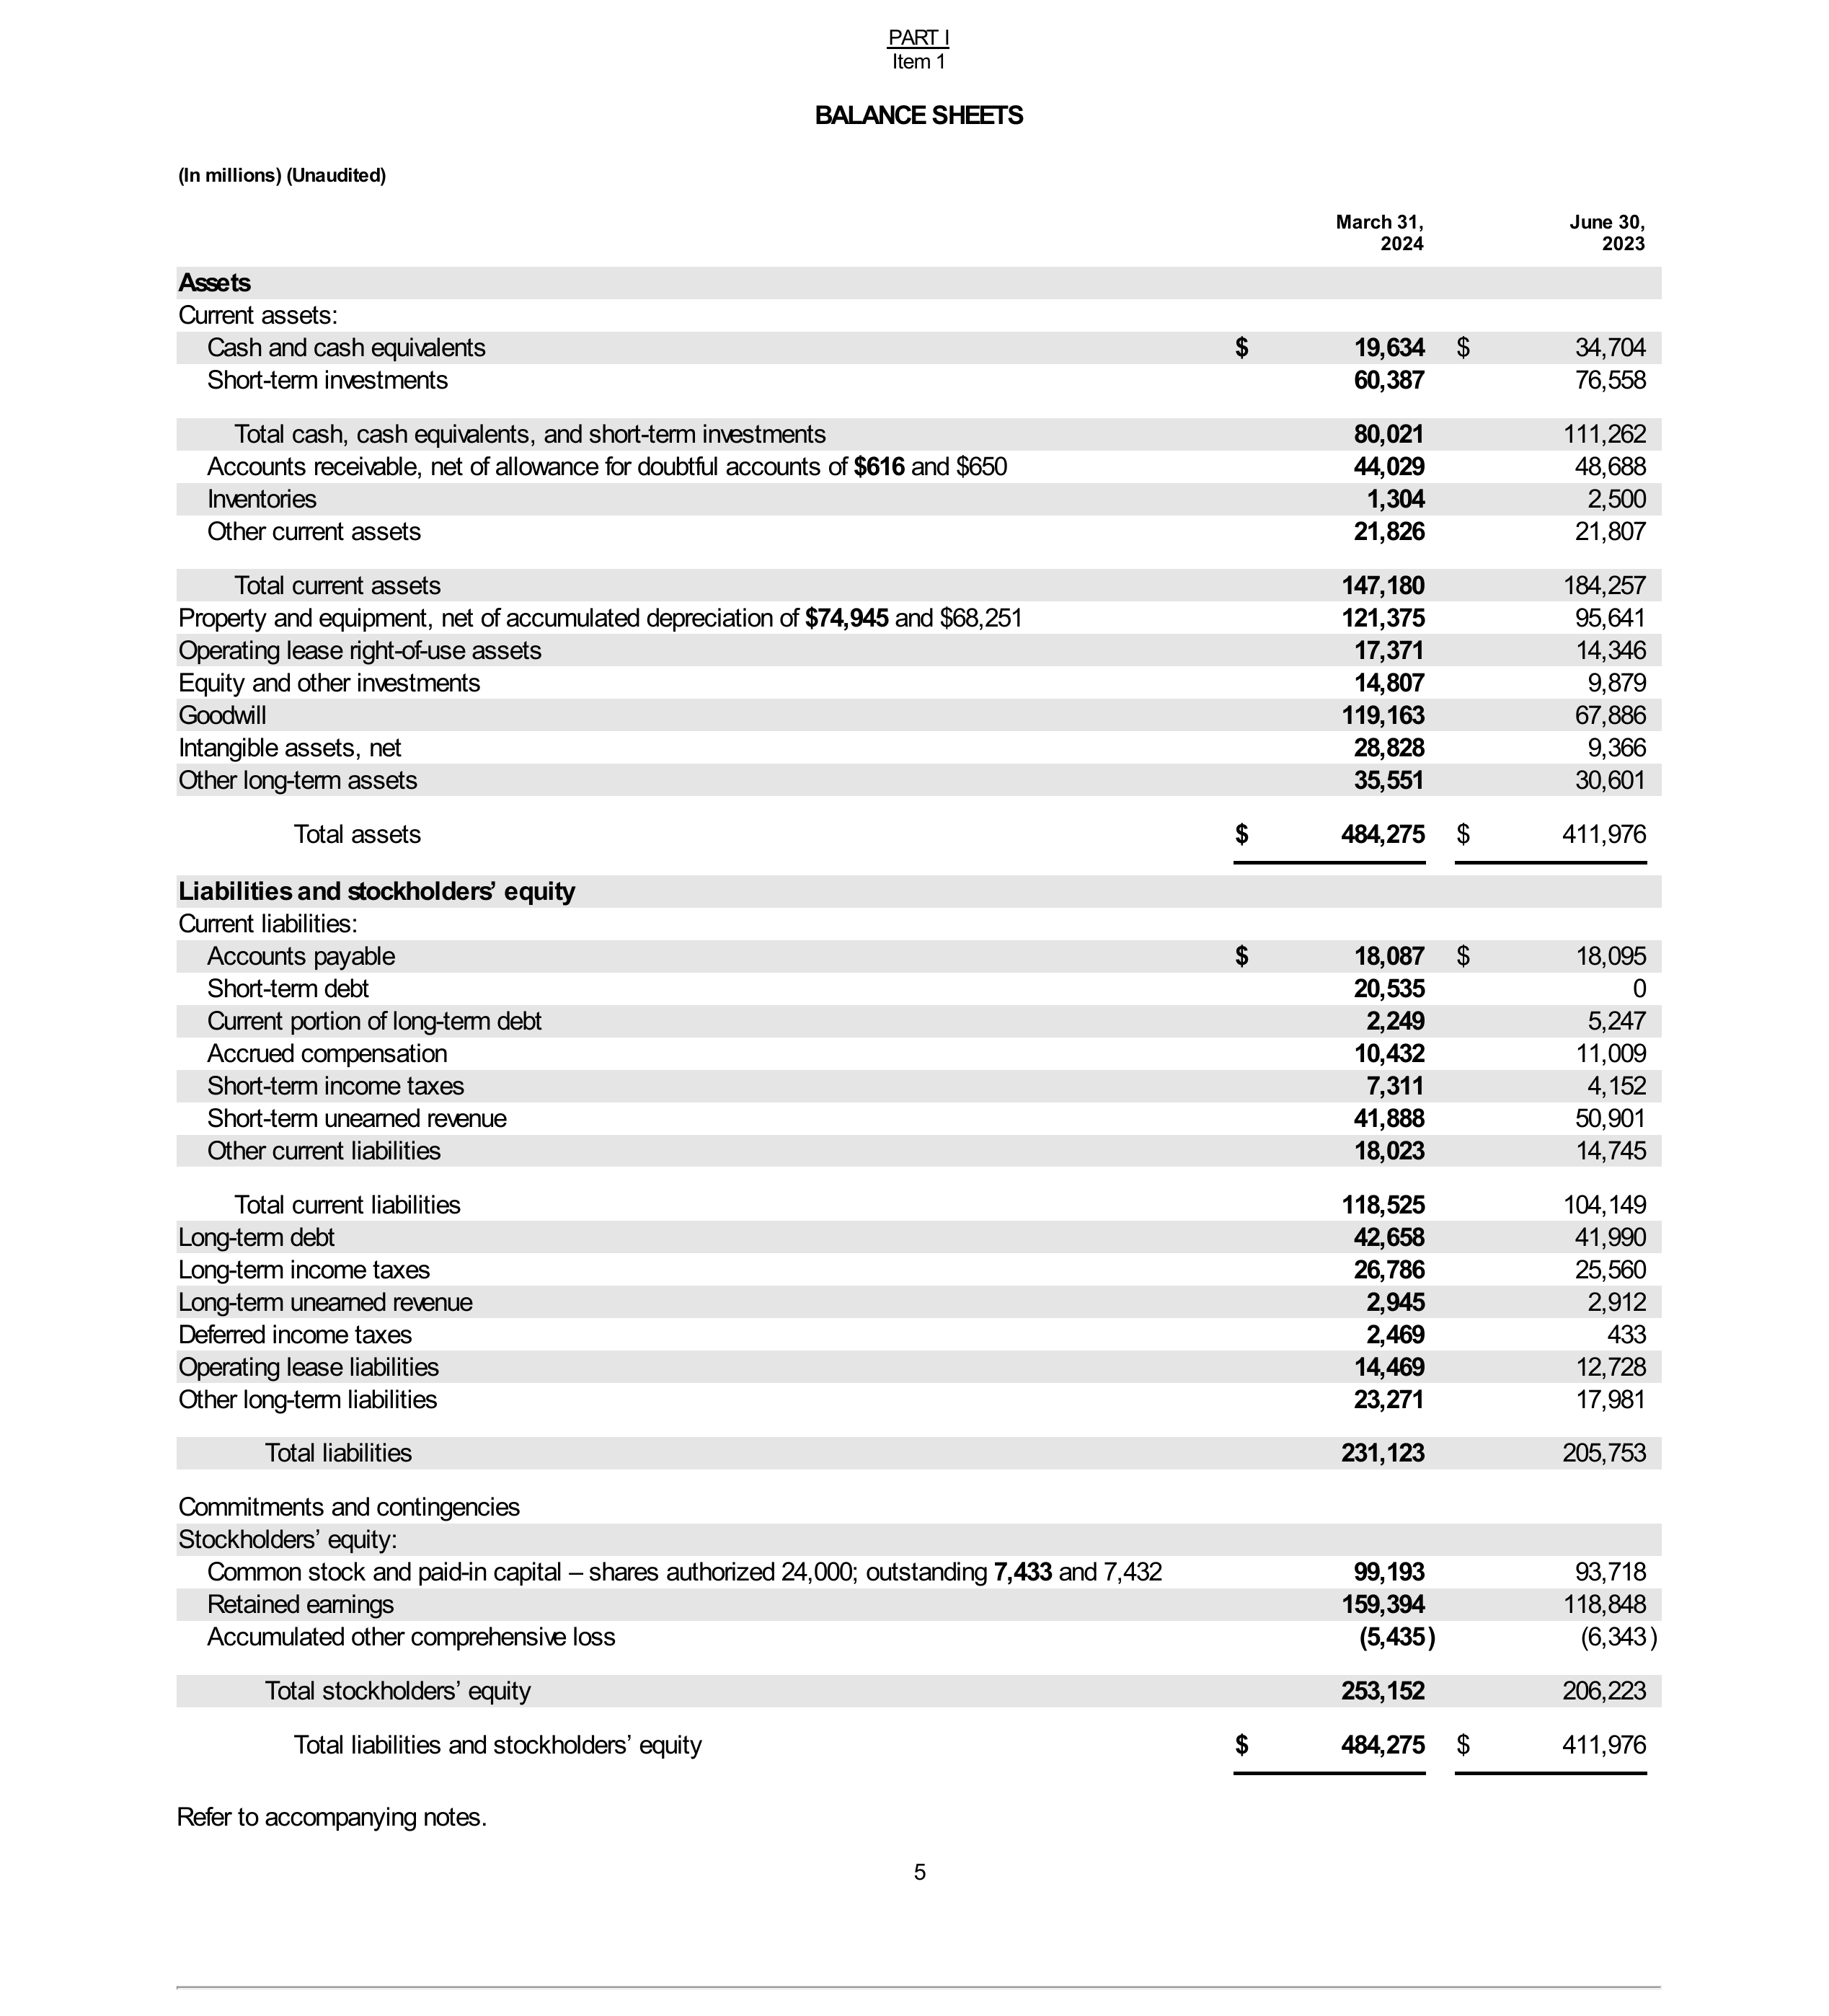 PART I
Item 1
BALANCE SHEETS
(In millions) (Unaudited)
March 31, 2024 June 30, 2023
Assets
Current assets:
Cash and cash equivalents $ 19,634 $ 34,704
Short-term investments 60,387 76,558
Total cash, cash equivalents, and short-term investments 80,021 111,262
Accounts receivable, net of allowance for doubtful accounts of $616 and $650 44,029 48,688
Inventories 1,304 2,500
Other current assets 21,826 21,807
Total current assets 147,180 184,257
Property and equipment, net of accumulated depreciation of $74,945 and $68,251 121,375 95,641
Operating lease right-of-use assets 17,371 14,346
Equity and other investments 14,807 9,879
Goodwill 119,163 67,886
Intangible assets, net 28,828 9,366
Other long-term assets 35,551 30,601
Total assets $ 484,275 $ 411,976
Liabilities and stockholders’ equity
Current liabilities:
Accounts payable $ 18,087 $ 18,095
Short-term debt 20,535 0
Current portion of long-term debt 2,249 5,247
Accrued compensation 10,432 11,009
Short-term income taxes 7,311 4,152
Short-term unearned revenue 41,888 50,901
Other current liabilities 18,023 14,745
Total current liabilities 118,525 104,149
Long-term debt 42,658 41,990
Long-term income taxes 26,786 25,560
Long-term unearned revenue 2,945 2,912
Deferred income taxes 2,469 433
Operating lease liabilities 14,469 12,728
Other long-term liabilities 23,271 17,981
Total liabilities 231,123 205,753
Commitments and contingencies
Stockholders’ equity:
Common stock and paid-in capital – shares authorized 24,000; outstanding 7,433 and 7,432 99,193 93,718
Retained earnings 159,394 118,848
Accumulated other comprehensive loss (5,435) (6,343)
Total stockholders’ equity 253,152 206,223
Total liabilities and stockholders’ equity $ 484,275 $ 411,976
Refer to accompanying notes.
5